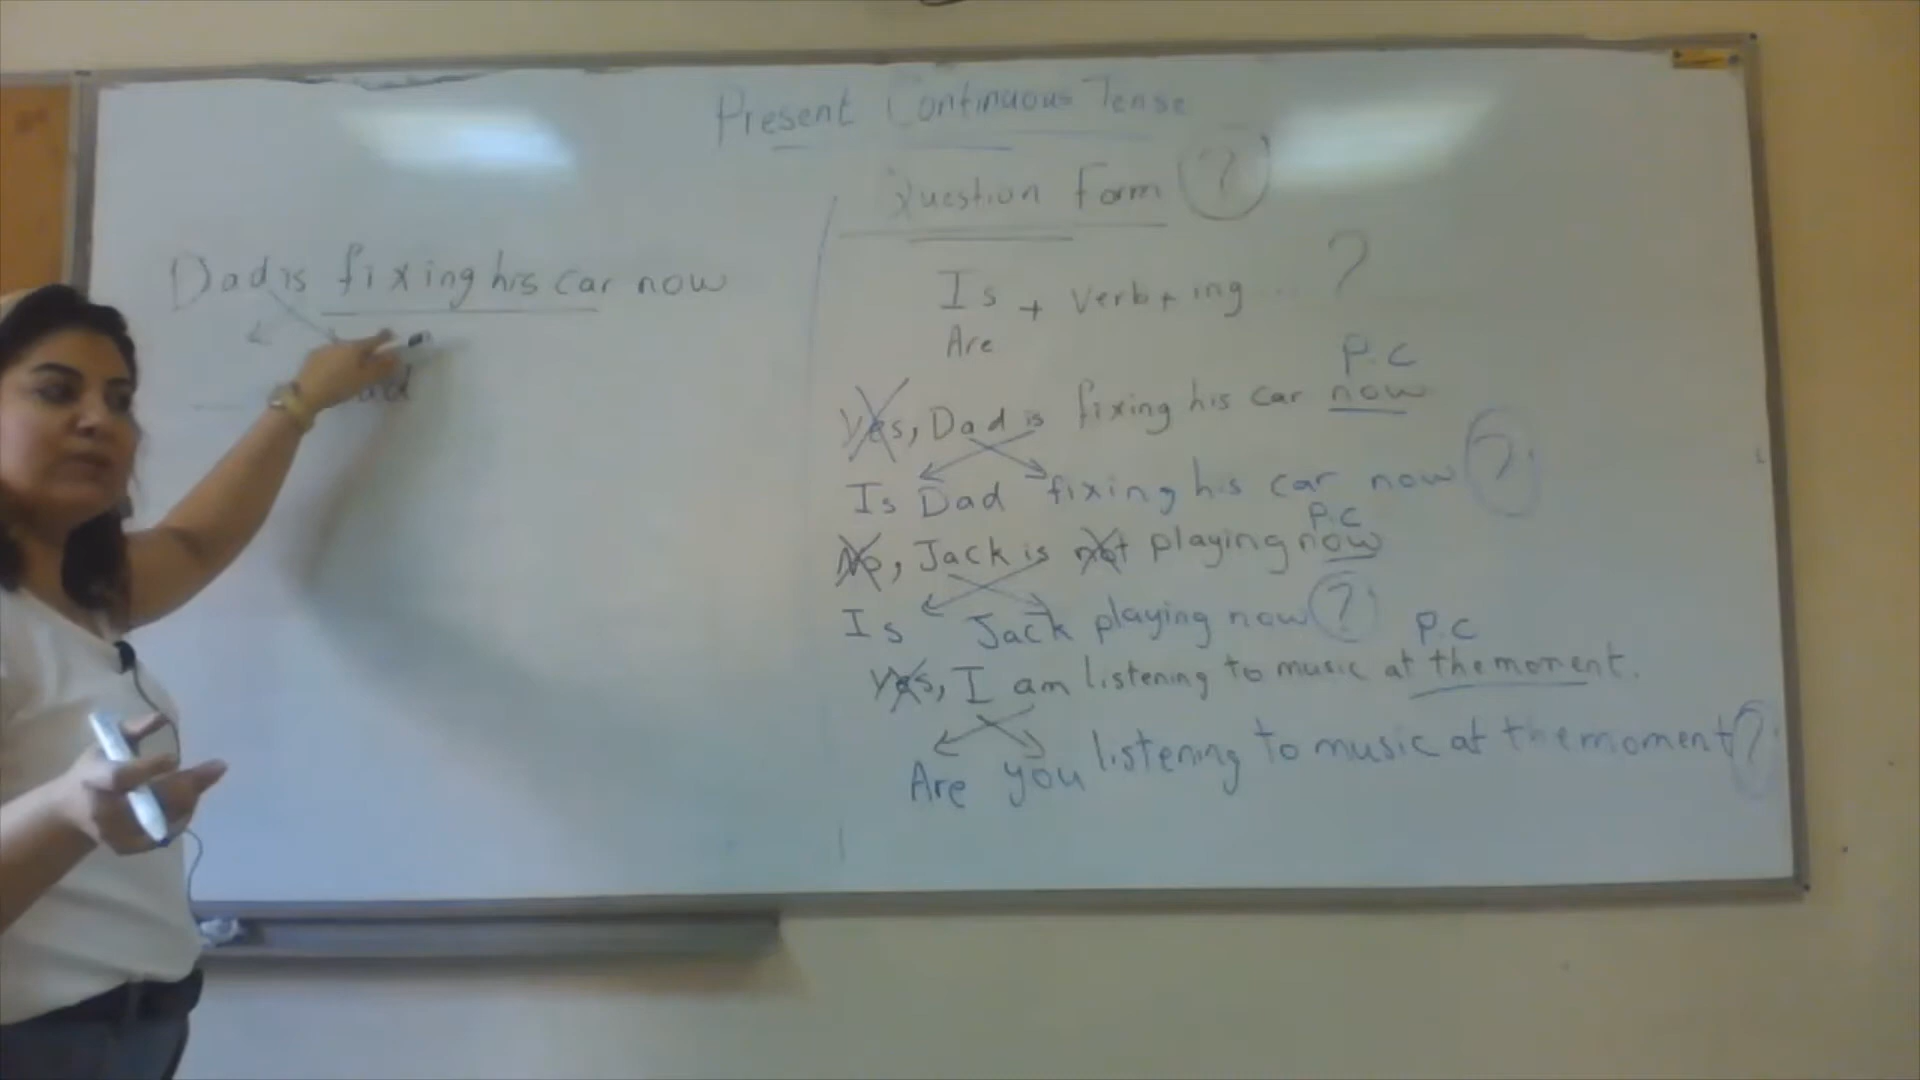 Present Continuous Tense
Question form ?
Dad is fixing his car now
Is
Are + Verb + ing ... ?
P.C
Yes, Dad is fixing his car now
Is Dad fixing his car now ?
P.C
No, Jack is not playing now
Is Jack playing now ?
P.C
Yes, I am listening to music at the moment.
Are you listening to music at the moment ?